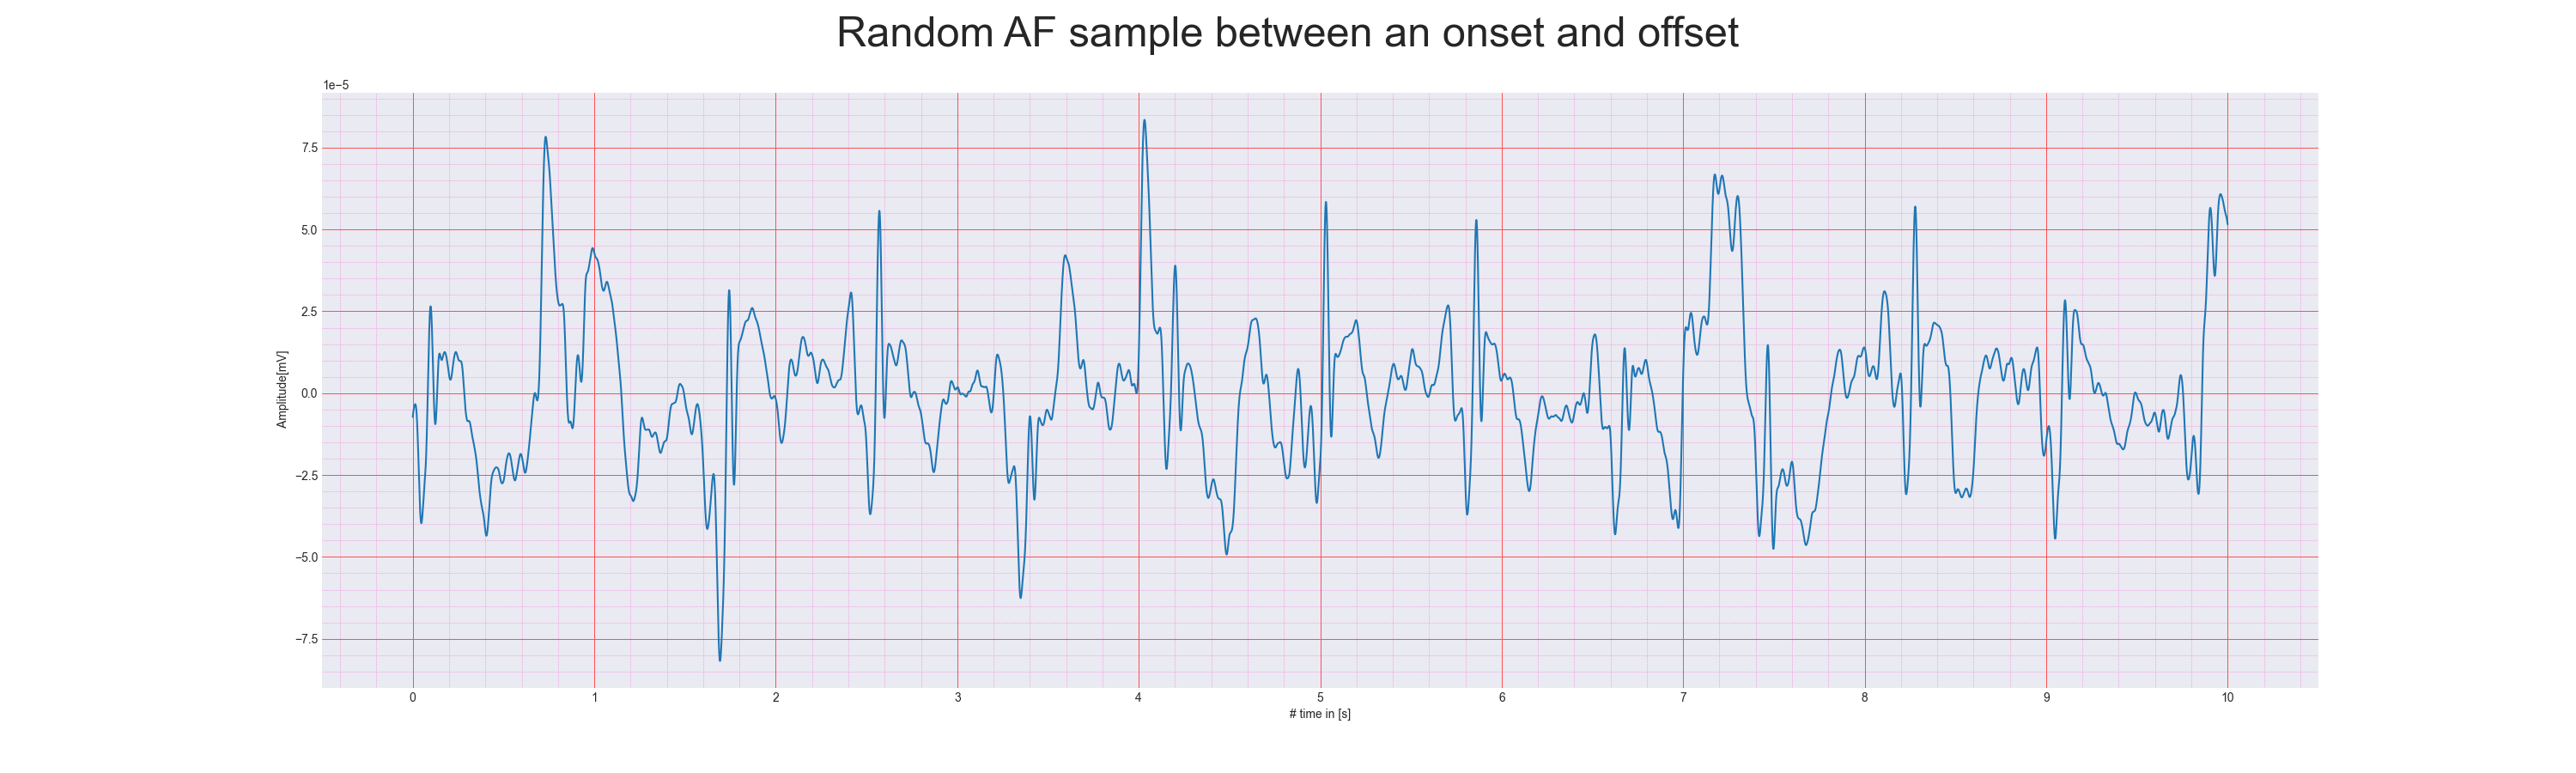 Random AF sample between an onset and offset
1e−5
7.5
5.0
2.5
0.0
−2.5
−5.0
−7.5
Amplitude[mV]
0 1 2 3 4 5 6 7 8 9 10
# time in [s]